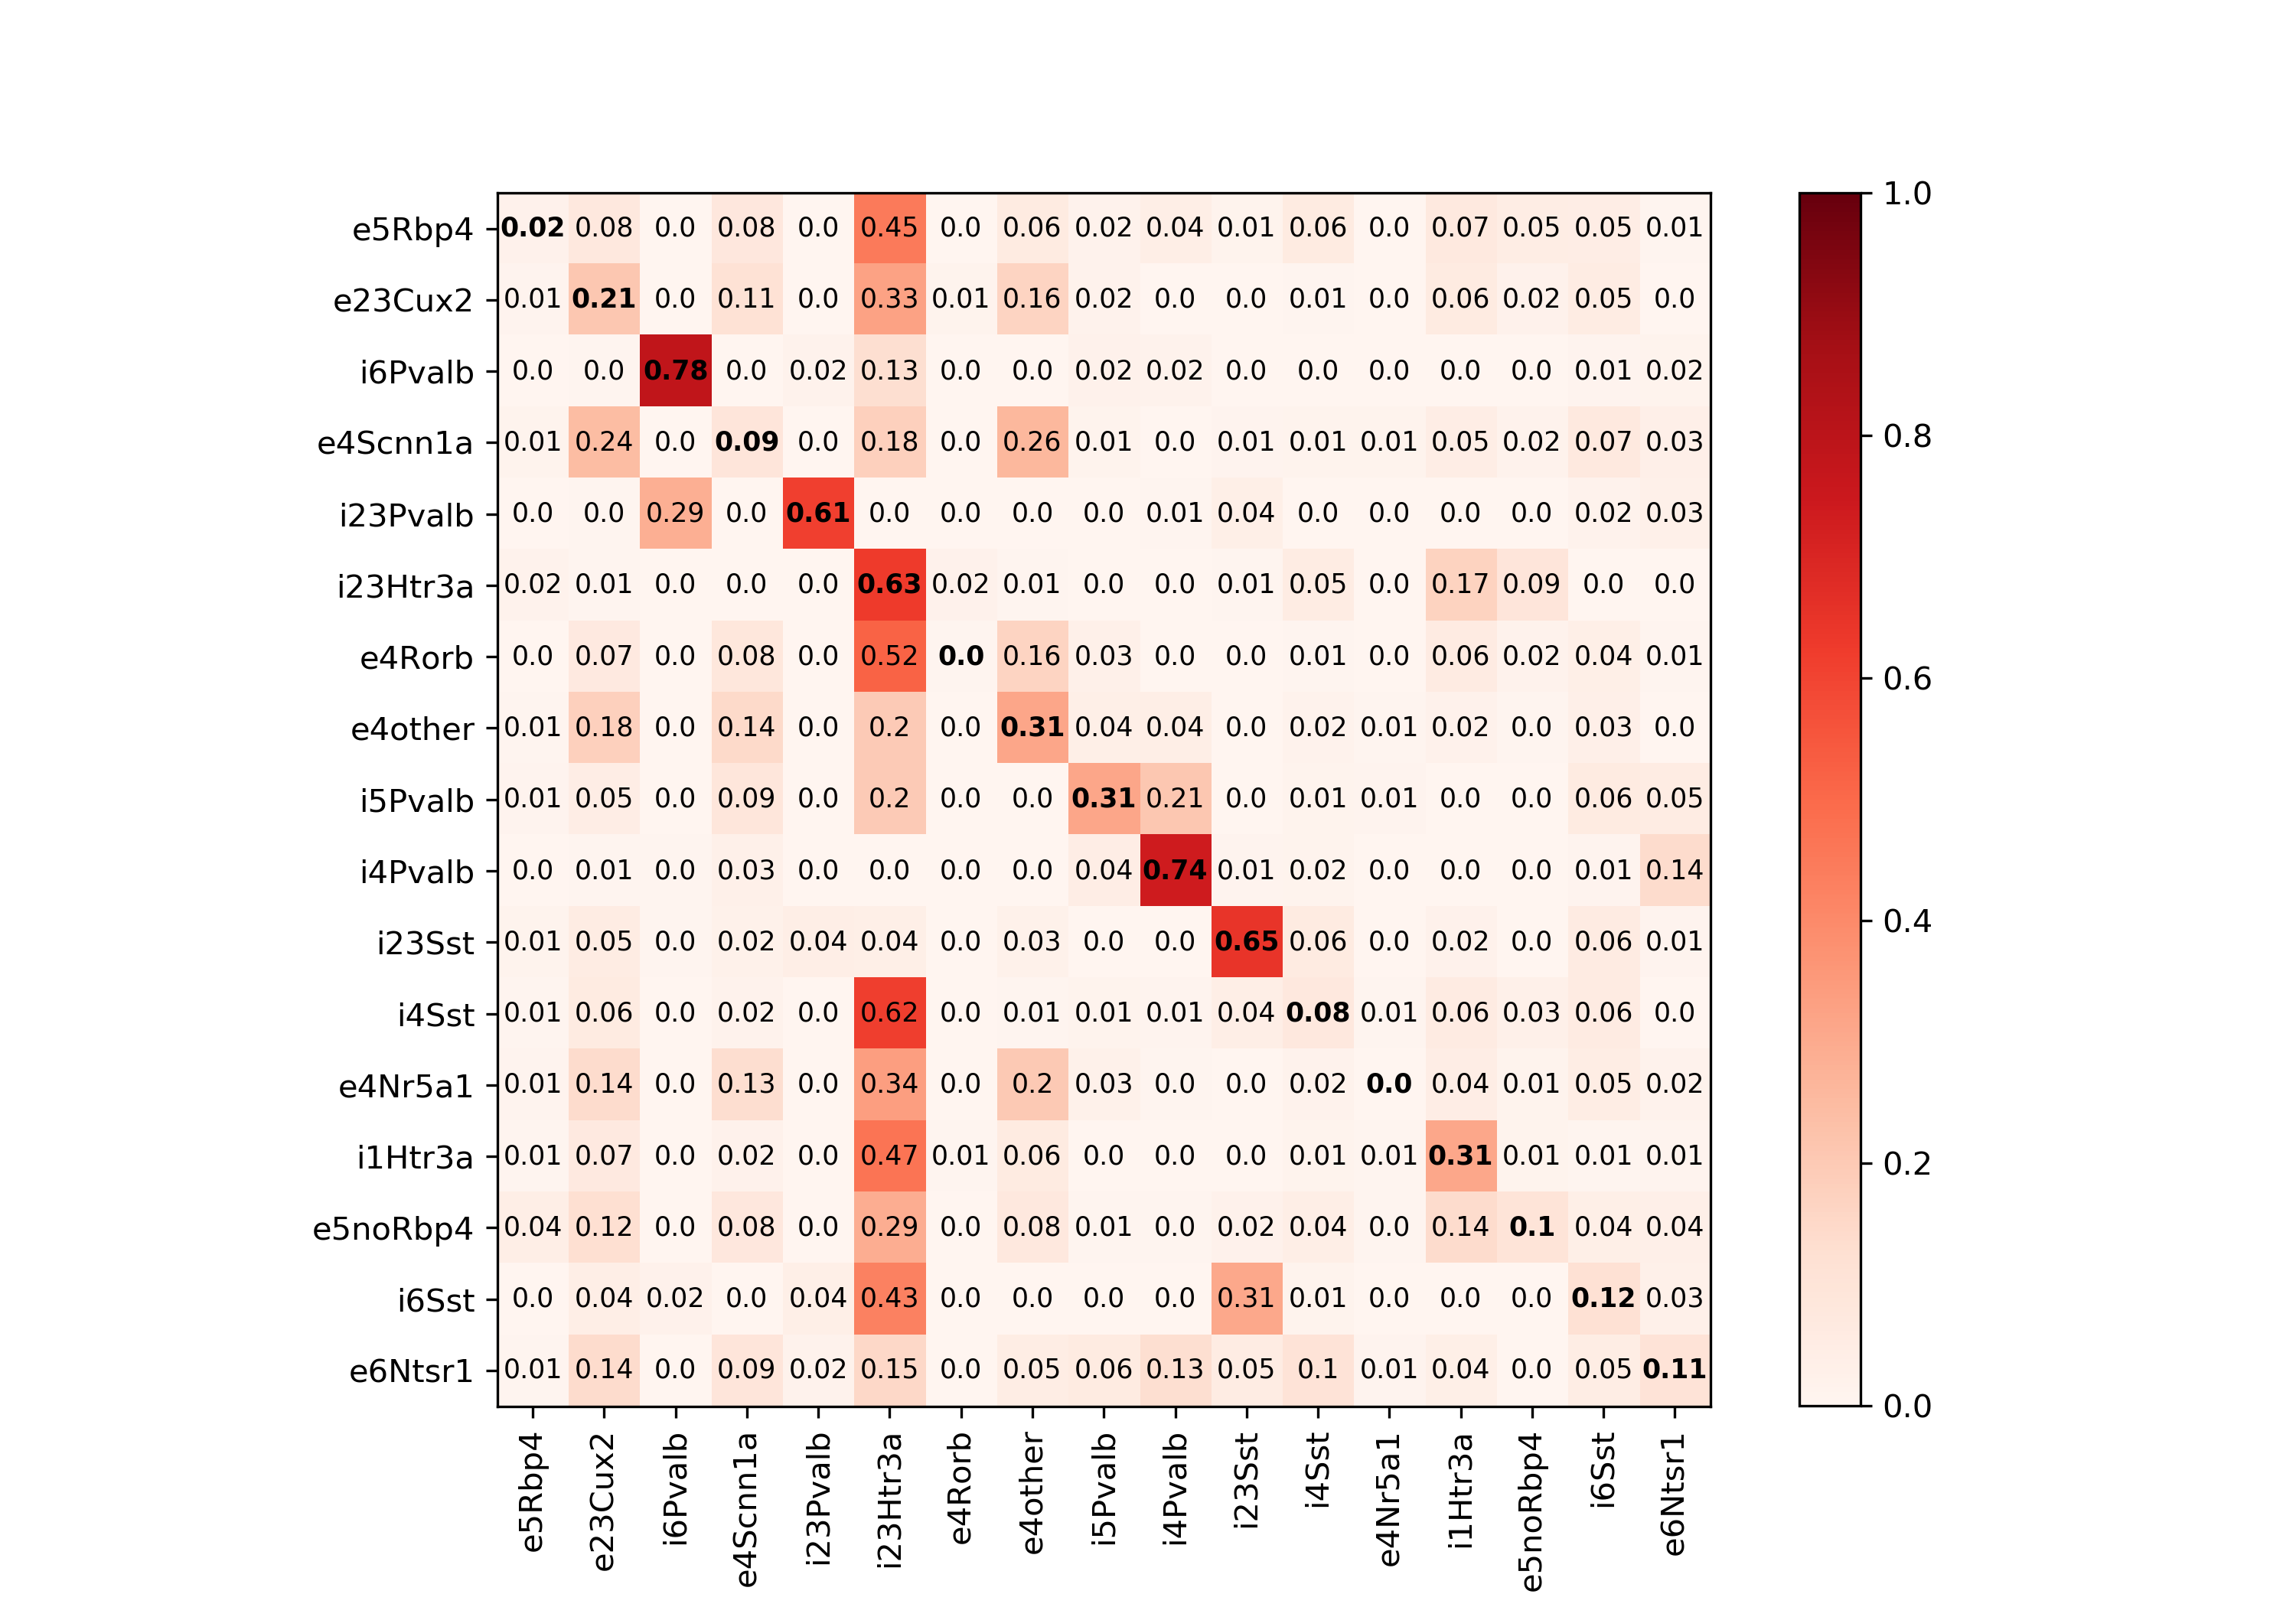 e5Rbp4 0.02 0.08 0.0 0.08 0.0 0.45 0.0 0.06 0.02 0.04 0.01 0.06 0.0 0.07 0.05 0.05 0.01 1.0
e23Cux2 0.01 0.21 0.0 0.11 0.0 0.33 0.01 0.16 0.02 0.0 0.0 0.01 0.0 0.06 0.02 0.05 0.0
i6Pvalb 0.0 0.0 0.78 0.0 0.02 0.13 0.0 0.0 0.02 0.02 0.0 0.0 0.0 0.0 0.0 0.01 0.02
e4Scnn1a 0.01 0.24 0.0 0.09 0.0 0.18 0.0 0.26 0.01 0.0 0.01 0.01 0.01 0.05 0.02 0.07 0.03 0.8
i23Pvalb 0.0 0.0 0.29 0.0 0.61 0.0 0.0 0.0 0.0 0.01 0.04 0.0 0.0 0.0 0.0 0.02 0.03
i23Htr3a 0.02 0.01 0.0 0.0 0.0 0.63 0.02 0.01 0.0 0.0 0.01 0.05 0.0 0.17 0.09 0.0 0.0
e4Rorb 0.0 0.07 0.0 0.08 0.0 0.52 0.0 0.16 0.03 0.0 0.0 0.01 0.0 0.06 0.02 0.04 0.01 0.6
e4other 0.01 0.18 0.0 0.14 0.0 0.2 0.0 0.31 0.04 0.04 0.0 0.02 0.01 0.02 0.0 0.03 0.0
i5Pvalb 0.01 0.05 0.0 0.09 0.0 0.2 0.0 0.0 0.31 0.21 0.0 0.01 0.01 0.0 0.0 0.06 0.05
i4Pvalb 0.0 0.01 0.0 0.03 0.0 0.0 0.0 0.0 0.04 0.74 0.01 0.02 0.0 0.0 0.0 0.01 0.14
i23Sst 0.01 0.05 0.0 0.02 0.04 0.04 0.0 0.03 0.0 0.0 0.65 0.06 0.0 0.02 0.0 0.06 0.01 0.4
i4Sst 0.01 0.06 0.0 0.02 0.0 0.62 0.0 0.01 0.01 0.01 0.04 0.08 0.01 0.06 0.03 0.06 0.0
e4Nr5a1 0.01 0.14 0.0 0.13 0.0 0.34 0.0 0.2 0.03 0.0 0.0 0.02 0.0 0.04 0.01 0.05 0.02
i1Htr3a 0.01 0.07 0.0 0.02 0.0 0.47 0.01 0.06 0.0 0.0 0.0 0.01 0.01 0.31 0.01 0.01 0.01 0.2
e5noRbp4 0.04 0.12 0.0 0.08 0.0 0.29 0.0 0.08 0.01 0.0 0.02 0.04 0.0 0.14 0.1 0.04 0.04
i6Sst 0.0 0.04 0.02 0.0 0.04 0.43 0.0 0.0 0.0 0.0 0.31 0.01 0.0 0.0 0.0 0.12 0.03
e6Ntsr1 0.01 0.14 0.0 0.09 0.02 0.15 0.0 0.05 0.06 0.13 0.05 0.1 0.01 0.04 0.0 0.05 0.11
0.0
e5Rbp4
e23Cux2
i6Pvalb
e4Scnn1a
i23Pvalb
i23Htr3a
e4Rorb
e4other
i5Pvalb
i4Pvalb
i23Sst
i4Sst
e4Nr5a1
i1Htr3a
e5noRbp4
i6Sst
e6Ntsr1